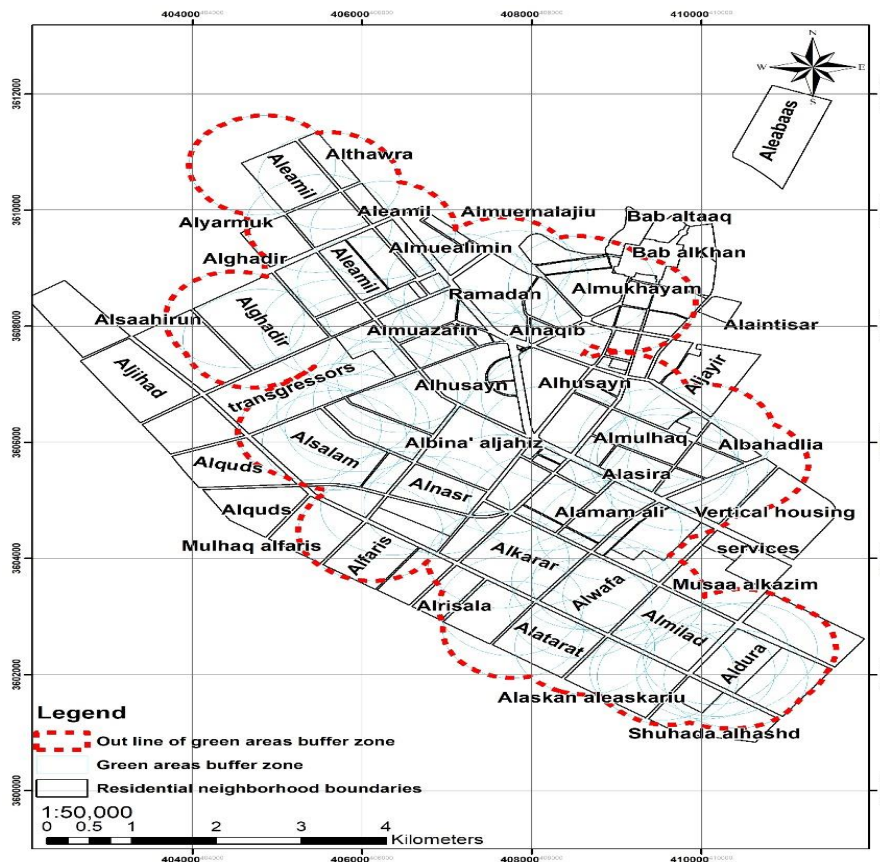 404000 406000 408000 410000
N
W E
S
3612000
Aleabaas
Althawra
Aleamil
3610000
Alyarmuk
Aleamil
Almuemalajiu
Bab altaaq
Almuealimin
Bab alKhan
Alghadir
Aleamil
Ramadan
Almukhayam
Alghadir
3608000
Alsaahirun
Almuazafin
Alnaqib
Alaintisar
Aljihad
transgressors
Alhusayn
Alhusayn
Aljayir
3606000
Alsalam
Albina' aljahiz
Almulhaq
Albahadlia
Alquds
Alnasr
Alasira
Alquds
Alamam ali
Vertical housing
3604000
Mulhaq alfaris
Alfaris
Alkarar
services
Alrisala
Alwafa
Musaa alkazim
Alatarat
Almilad
3602000
Aldura
Alaskan aleaskariu
Shuhada alhashd
Legend
Out line of green areas buffer zone
Green areas buffer zone
3600000
Residential neighborhood boundaries
1:50,000
0 0.5 1 2 3 4
Kilometers
404000 406000 408000 410000